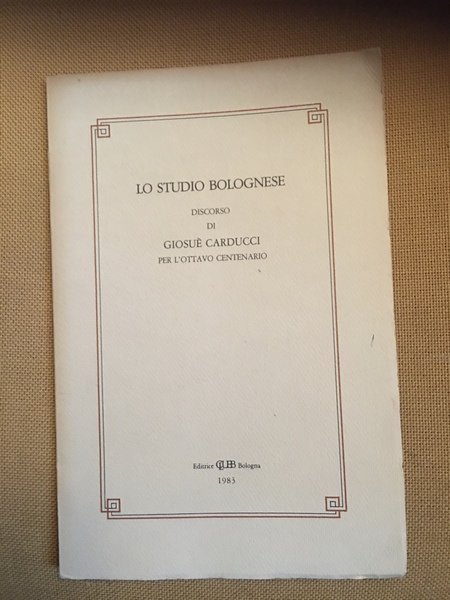 LO STUDIO BOLOGNESE
DISCORSO
DI
GIOSUÈ CARDUCCI
PER L'OTTAVO CENTENARIO
Editrice CLUEB Bologna
1983